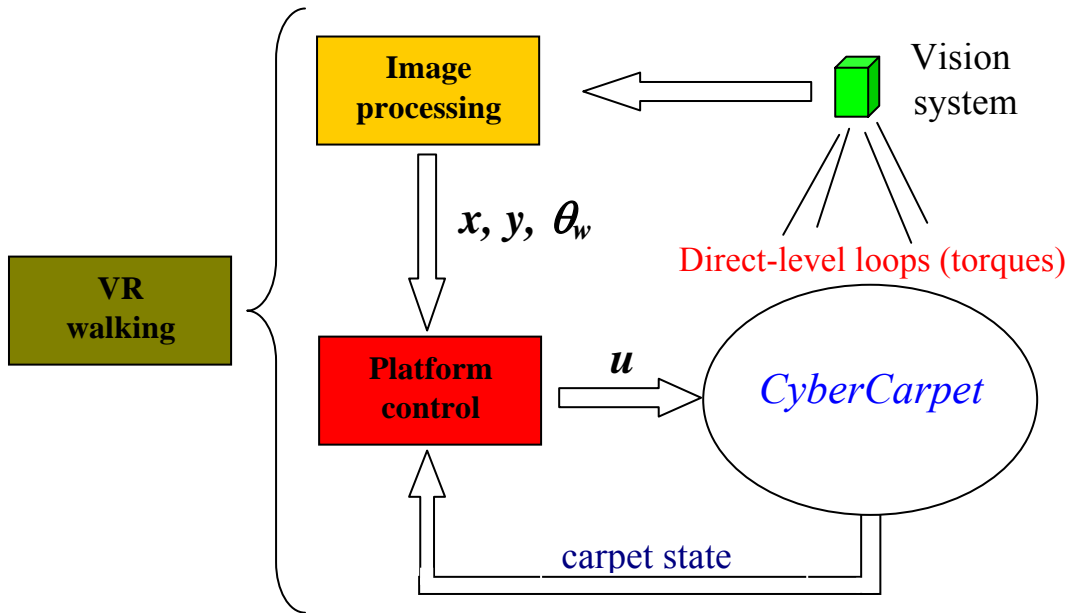 Image
processing
Vision
system
x, y, θw
Direct-level loops (torques)
VR
walking
Platform
control
u
CyberCarpet
carpet state